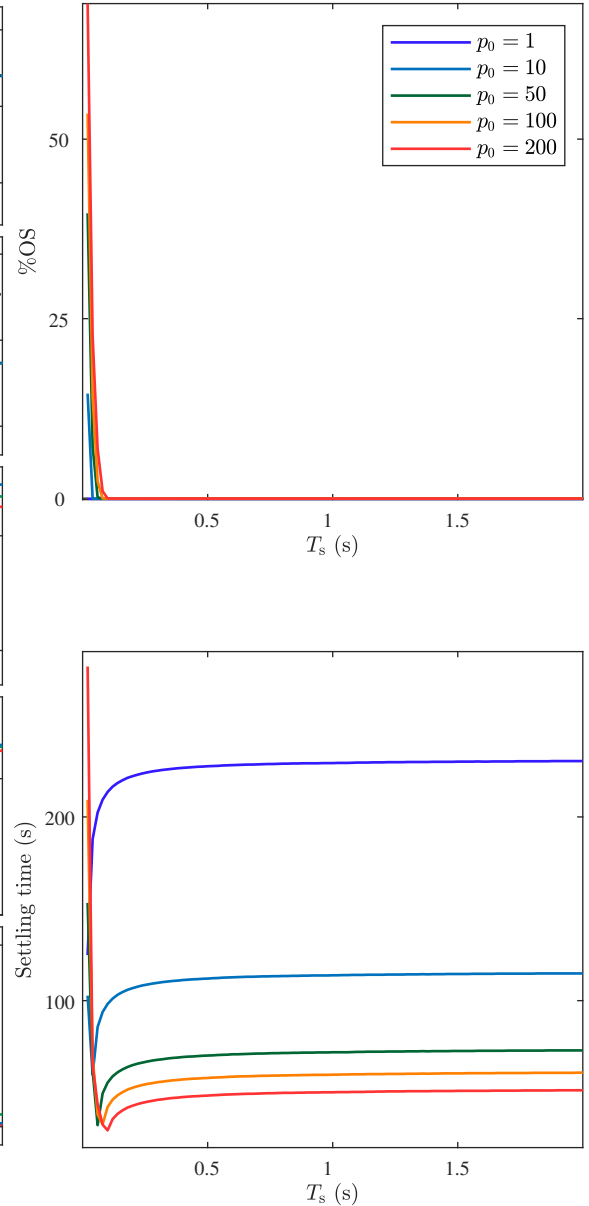 p₀ = 1
p₀ = 10
p₀ = 50
p₀ = 100
p₀ = 200
50
25
0
%OS
0.5 1 1.5
Tₛ (s)
200
100
Settling time (s)
0.5 1 1.5
Tₛ (s)